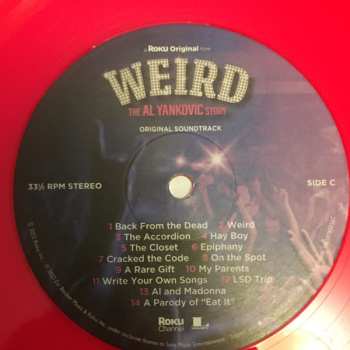 a Roku Original film
WEIRD
THE AL YANKOVIC STORY
ORIGINAL SOUNDTRACK
33⅓ RPM STEREO
SIDE C
1 Back From the Dead 2 Weird
3 The Accordion 4 Hay Boy
5 The Closet 6 Epiphany
7 Cracked the Code 8 On the Spot
9 A Rare Gift 10 My Parents
11 Write Your Own Songs 12 LSD Trip
13 Al and Madonna
14 A Parody of "Eat It"
Roku
Channel